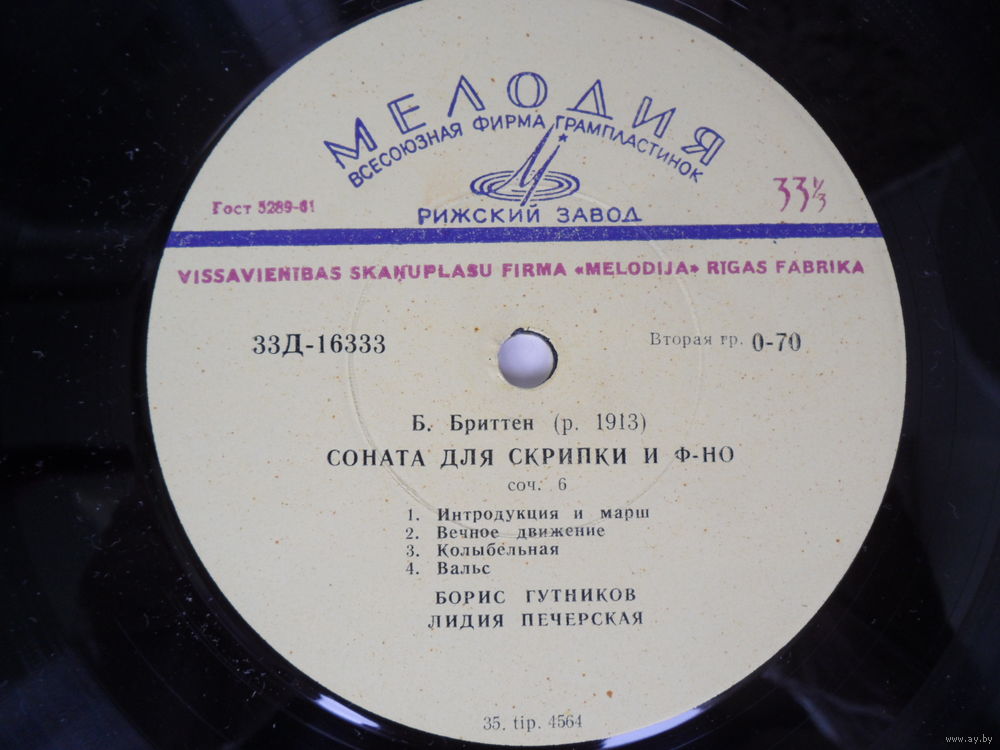 МЕЛОДИЯ
ВСЕСОЮЗНАЯ ФИРМА ГРАМПЛАСТИНОК
РИЖСКИЙ ЗАВОД
Гост 5289-61
33⅓
VISSAVIENĪBAS SKAŅUPLAŠU FIRMA «MELODIJA» RĪGAS FABRIKA
33Д-16333
Вторая гр. 0-70
Б. Бриттен (р. 1913)
СОНАТА ДЛЯ СКРИПКИ И Ф-НО
соч. 6
1. Интродукция и марш
2. Вечное движение
3. Колыбельная
4. Вальс
БОРИС ГУТНИКОВ
ЛИДИЯ ПЕЧЕРСКАЯ
35. tip. 4564
www.ay.by